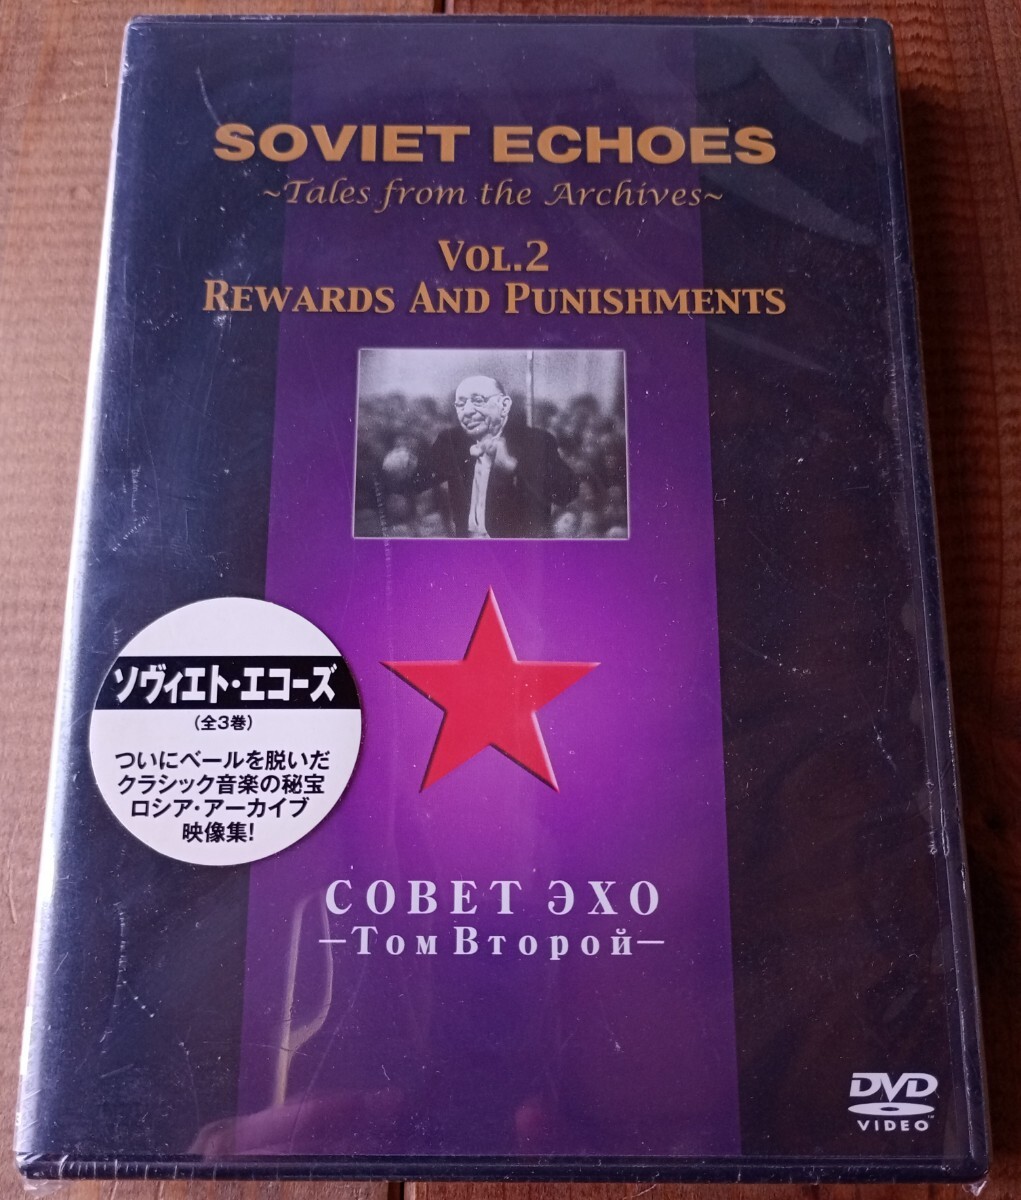 SOVIET ECHOES
~Tales from the Archives~
VOL.2
REWARDS AND PUNISHMENTS
ソヴィエト・エコーズ
(全3巻)
ついにベールを脱いだ
クラシック音楽の秘宝
ロシア・アーカイブ
映像集!
СОВЕТ ЭХО
—Том Второй—
DVD
VIDEO